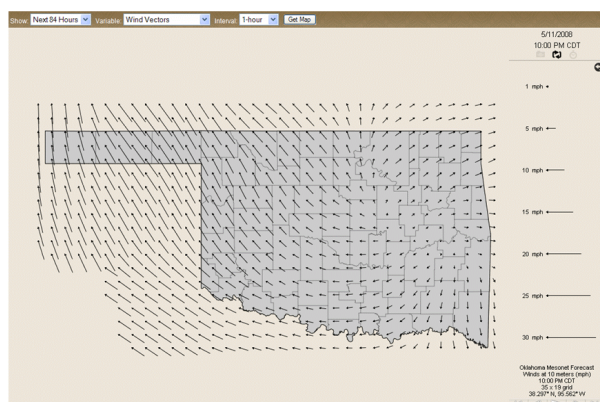 Show: Next 84 Hours Variable: Wind Vectors Interval: 1-hour Get Map
5/11/2008
10:00 PM CDT
1 mph
5 mph
10 mph
15 mph
20 mph
25 mph
30 mph
Oklahoma Mesonet Forecast
Winds at 10 meters (mph)
10:00 PM CDT
35 x 19 grid
38.297° N, 95.562° W